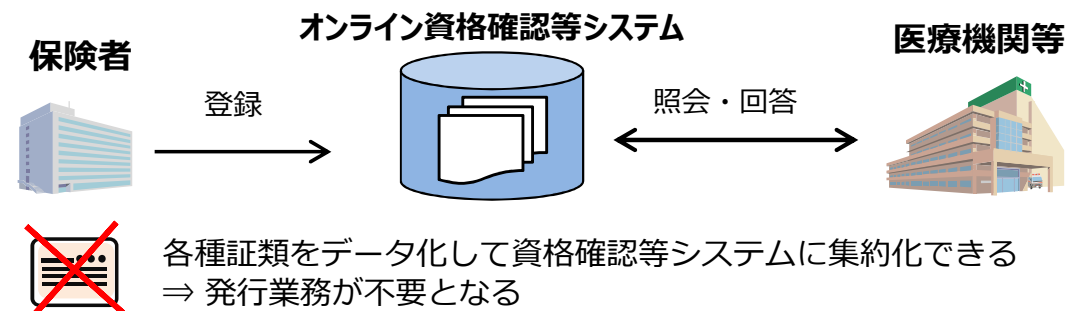 オンライン資格確認等システム
保険者
医療機関等
登録
照会・回答
各種証類をデータ化して資格確認等システムに集約化できる
⇒ 発行業務が不要となる